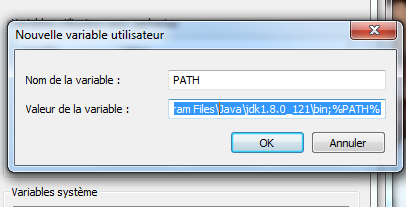 Nouvelle variable utilisateur
Nom de la variable :
PATH
Valeur de la variable :
ram Files\Java\jdk1.8.0_121\bin;%PATH%
OK
Annuler
Variables système